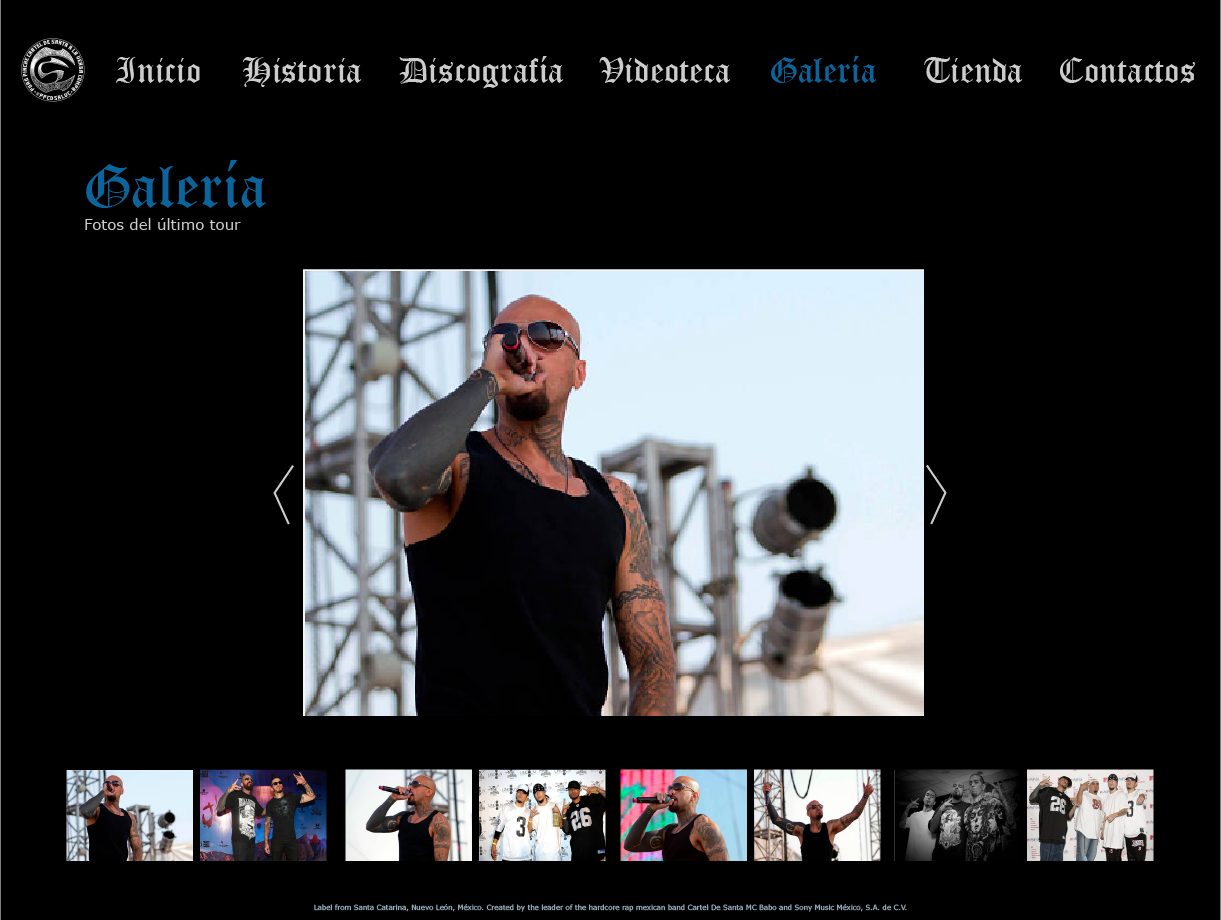 Inicio Historia Discografía Videoteca Galería Tienda Contactos
Galería
Fotos del último tour
Label from Santa Catarina, Nuevo León, México. Created by the leader of the hardcore rap mexican band Cartel De Santa MC Babo and Sony Music México, S.A. de C.V.